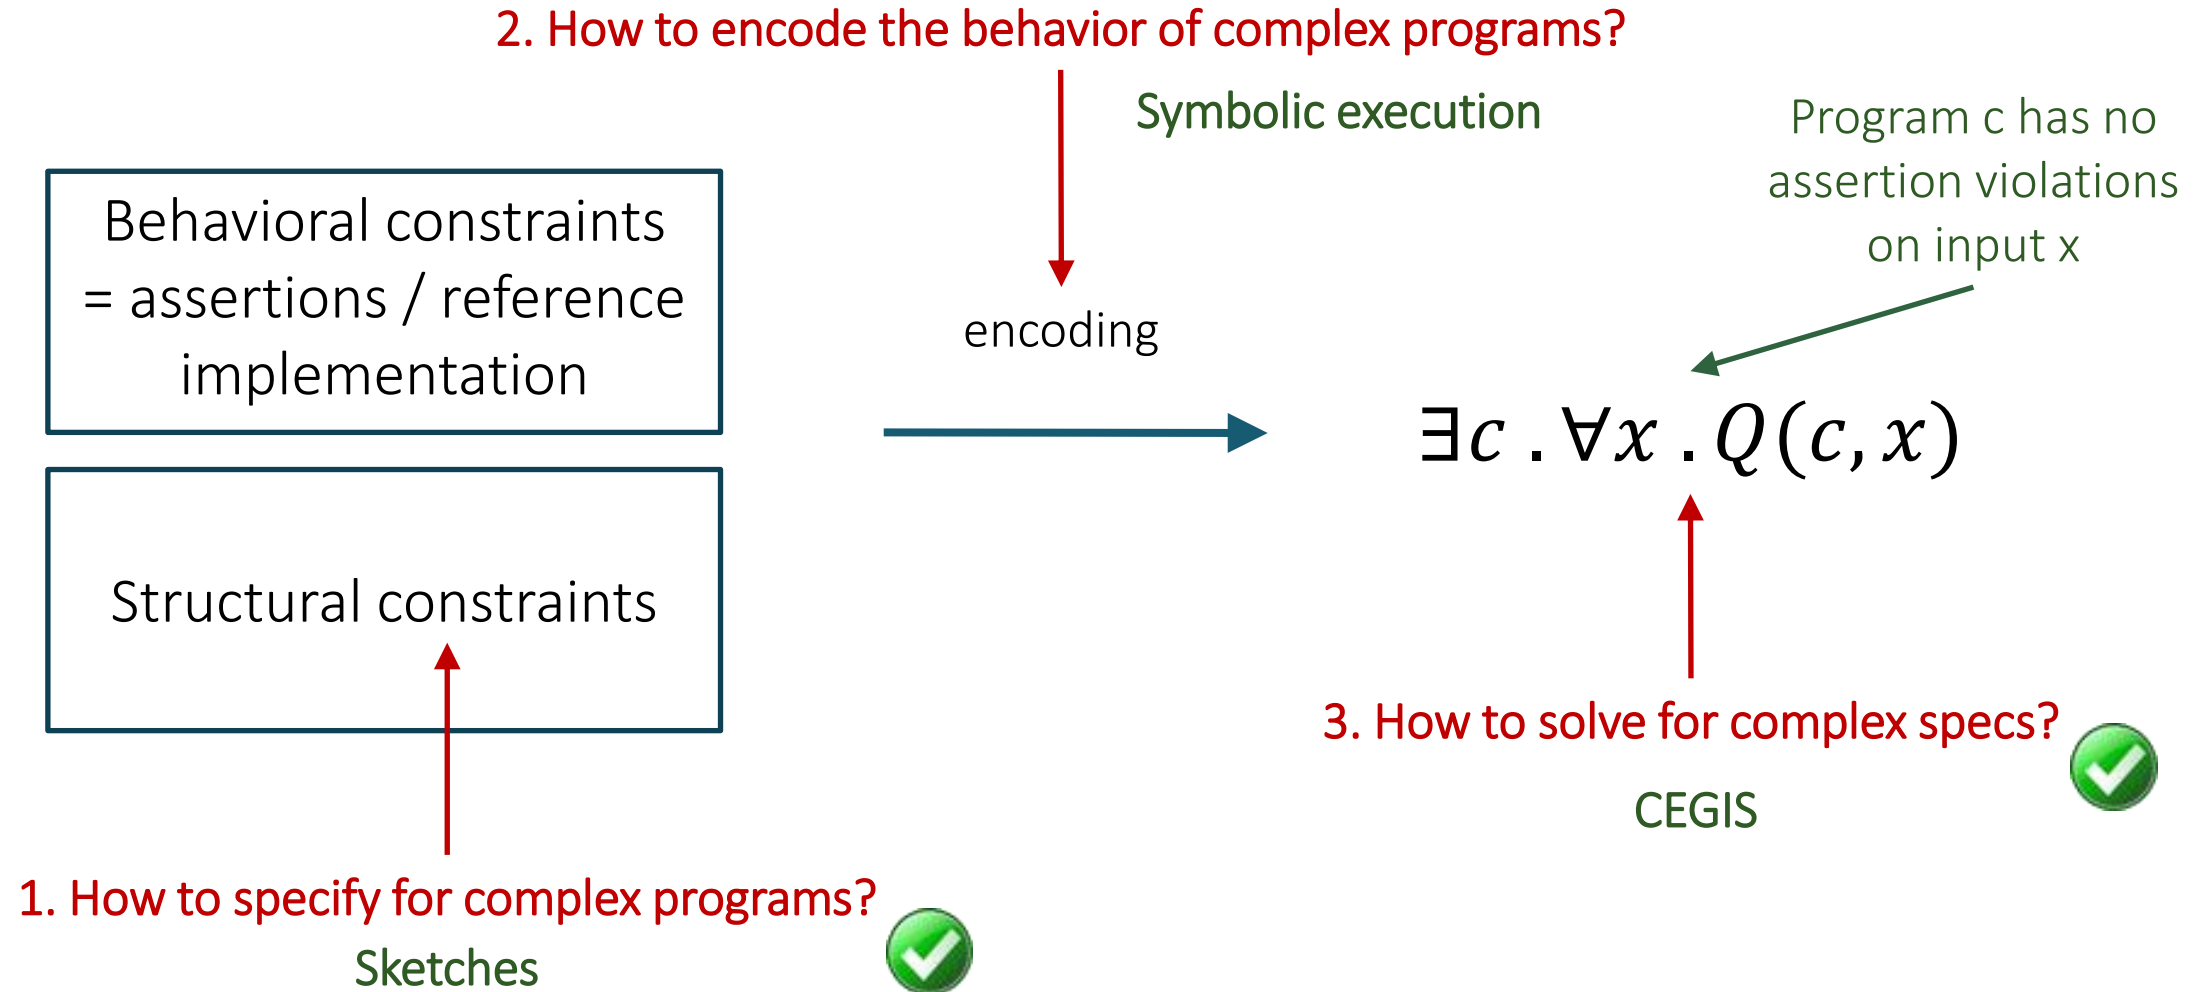 2. How to encode the behavior of complex programs?
Symbolic execution
Program c has no
assertion violations
on input x
Behavioral constraints
= assertions / reference
implementation
encoding
∃c . ∀x . Q(c, x)
Structural constraints
3. How to solve for complex specs?
CEGIS
1. How to specify for complex programs?
Sketches